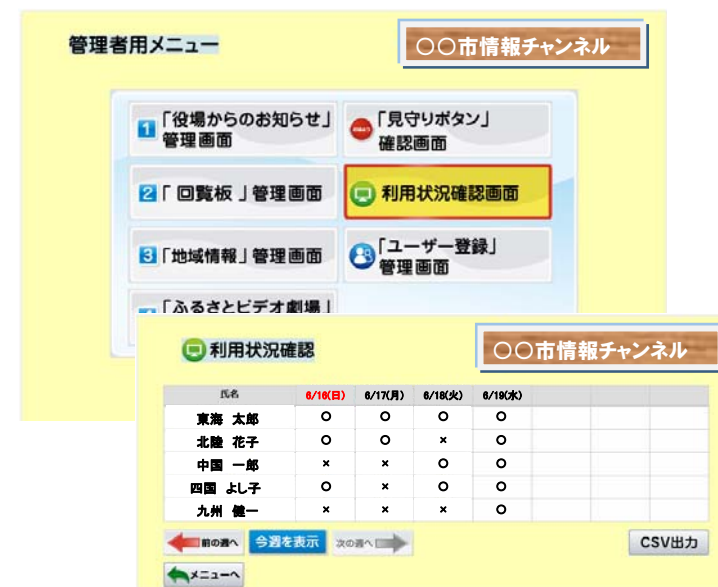 管理者用メニュー
〇〇市情報チャンネル
1 「役場からのお知らせ」
管理画面
「見守りボタン」
確認画面
2 「 回覧板 」管理画面
利用状況確認画面
3 「地域情報」管理画面
「ユーザー登録」
管理画面
「ふるさとビデオ劇場」
利用状況確認
〇〇市情報チャンネル
氏名 6/16(日) 6/17(月) 6/18(火) 6/19(水)
東海 太郎 ○ ○ ○ ○
北陸 花子 ○ ○ × ○
中国 一郎 × × ○ ○
四国 よし子 ○ × ○ ○
九州 健一 × × × ○
前の週へ 今週を表示 次の週へ CSV出力
メニューへ